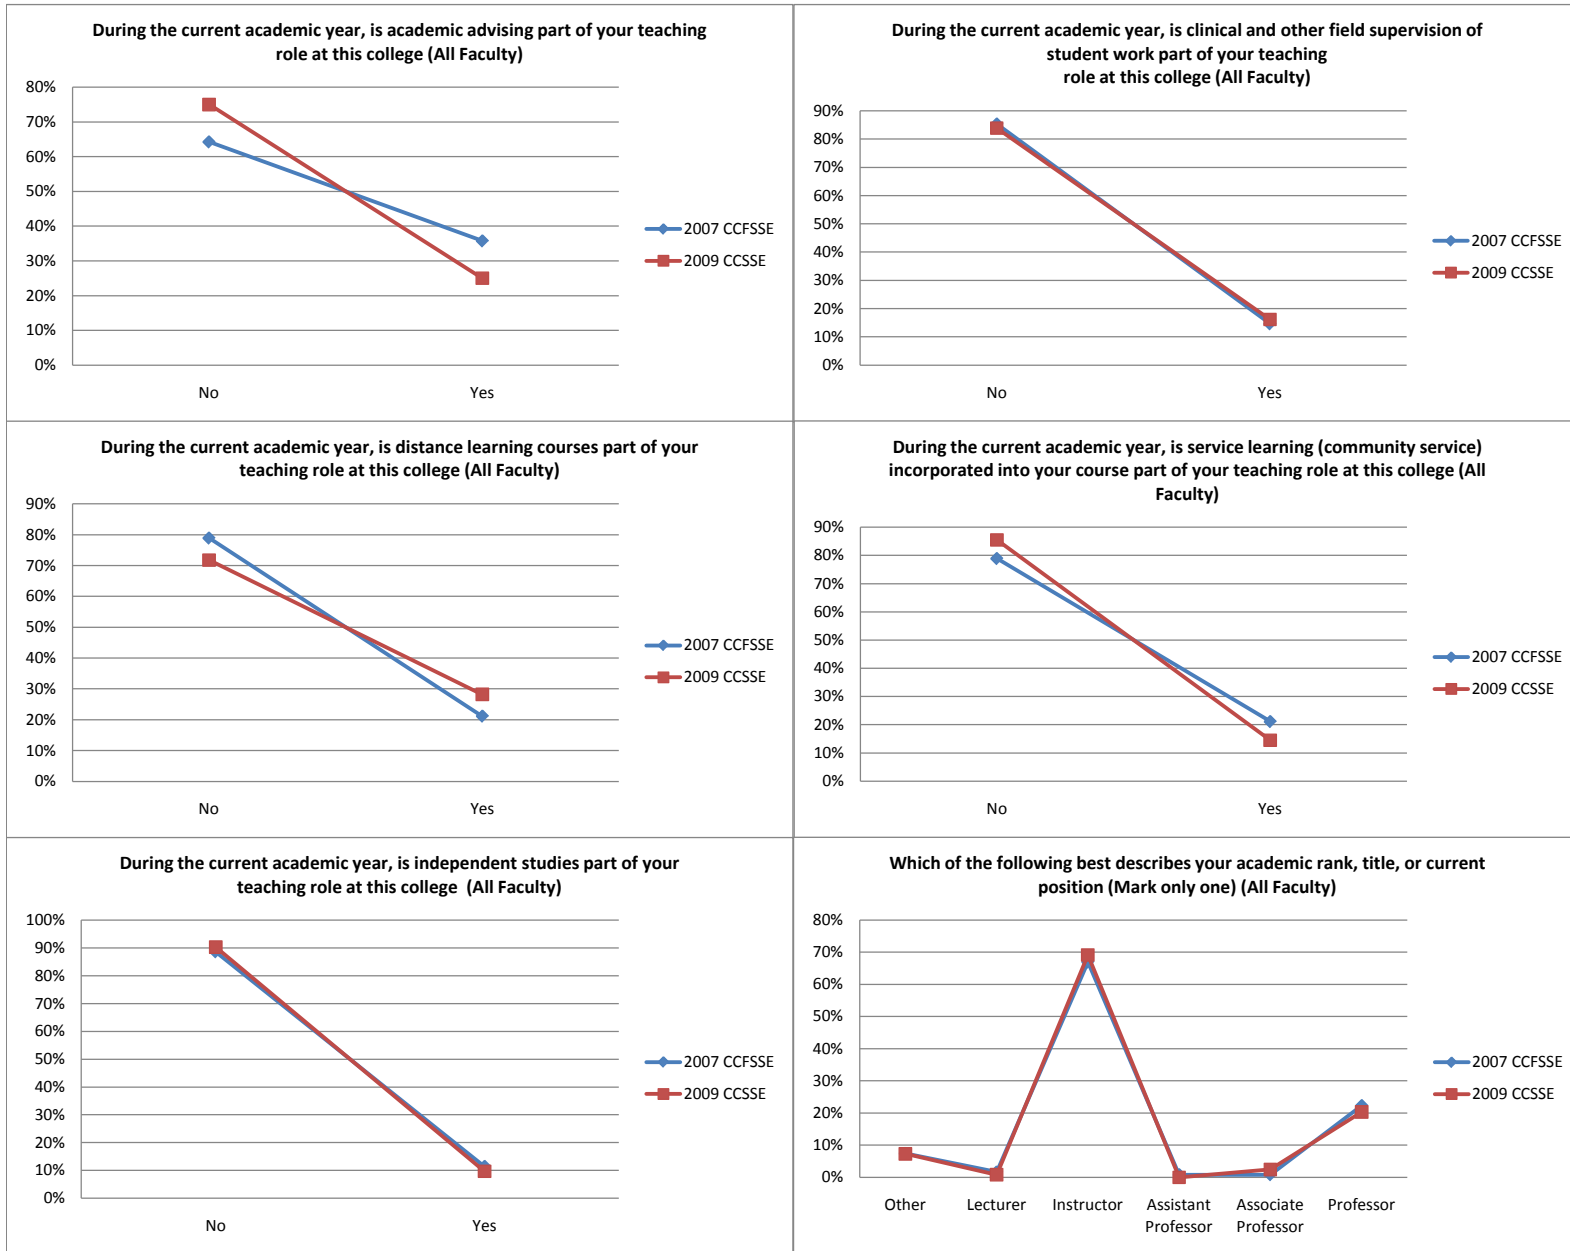 During the current academic year, is academic advising part of your teaching
role at this college (All Faculty)
80%
70%
60%
50%
40%
30%
20%
10%
0%
No
Yes
2007 CCFSSE
2009 CCSSE
During the current academic year, is clinical and other field supervision of
student work part of your teaching
role at this college (All Faculty)
90%
80%
70%
60%
50%
40%
30%
20%
10%
0%
No
Yes
2007 CCFSSE
2009 CCSSE
During the current academic year, is distance learning courses part of your
teaching role at this college (All Faculty)
90%
80%
70%
60%
50%
40%
30%
20%
10%
0%
No
Yes
2007 CCFSSE
2009 CCSSE
During the current academic year, is service learning (community service)
incorporated into your course part of your teaching role at this college (All
Faculty)
90%
80%
70%
60%
50%
40%
30%
20%
10%
0%
No
Yes
2007 CCFSSE
2009 CCSSE
During the current academic year, is independent studies part of your
teaching role at this college (All Faculty)
100%
90%
80%
70%
60%
50%
40%
30%
20%
10%
0%
No
Yes
2007 CCFSSE
2009 CCSSE
Which of the following best describes your academic rank, title, or current
position (Mark only one) (All Faculty)
80%
70%
60%
50%
40%
30%
20%
10%
0%
Other
Lecturer
Instructor
Assistant
Professor
Associate
Professor
Professor
2007 CCFSSE
2009 CCSSE